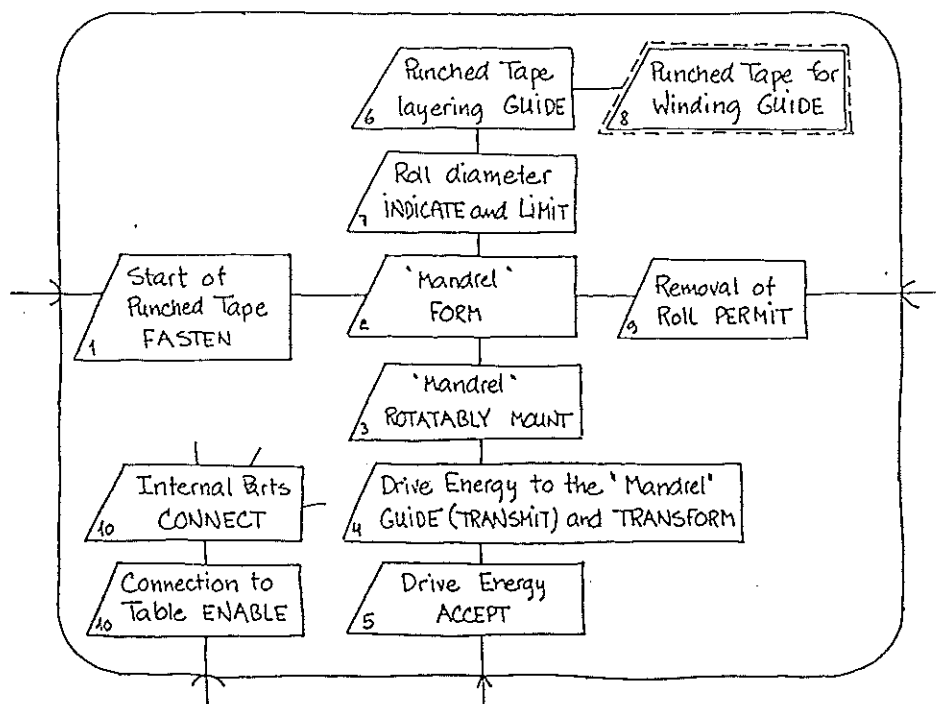 Punched Tape
layering GUIDE
6
Punched Tape for
Winding GUIDE
8
Roll diameter
INDICATE and LIMIT
7
Start of
Punched Tape
FASTEN
1
'Mandrel'
FORM
2
Removal of
Roll PERMIT
9
'Mandrel'
ROTATABLY MOUNT
3
Internal Parts
CONNECT
10
Drive Energy to the 'Mandrel'
GUIDE (TRANSMIT) and TRANSFORM
4
Connection to
Table ENABLE
10
Drive Energy
ACCEPT
5